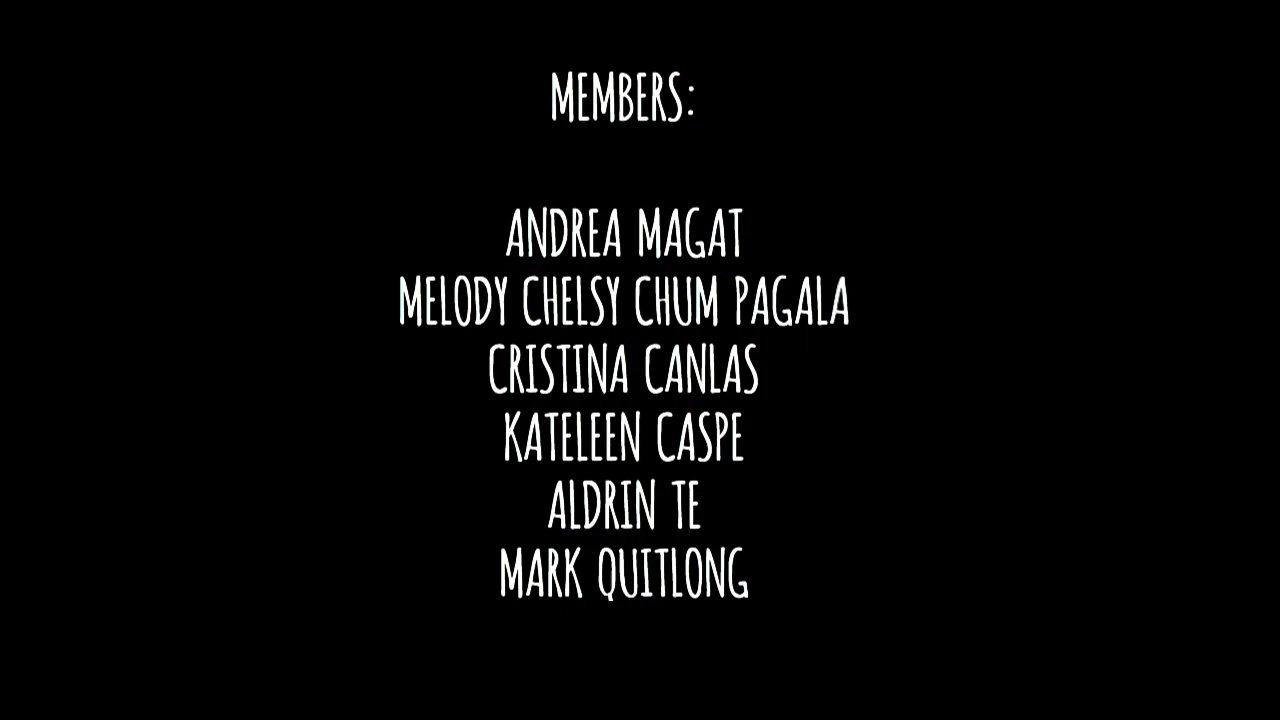 MEMBERS:
ANDREA MAGAT
MELODY CHELSY CHUM PAGALA
CRISTINA CANLAS
KATELEEN CASPE
ALDRIN TE
MARK QUITLONG